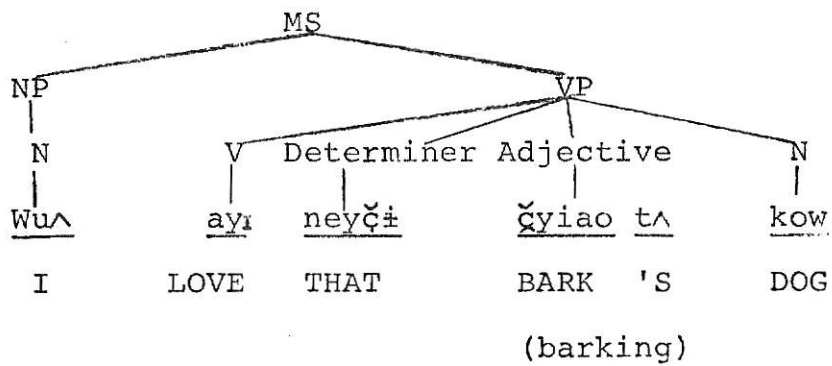 MS
NP VP
N V Determiner Adjective N
Wuʌ ayɪ neyčɨ čyiao tʌ kow
I LOVE THAT BARK 'S DOG
(barking)